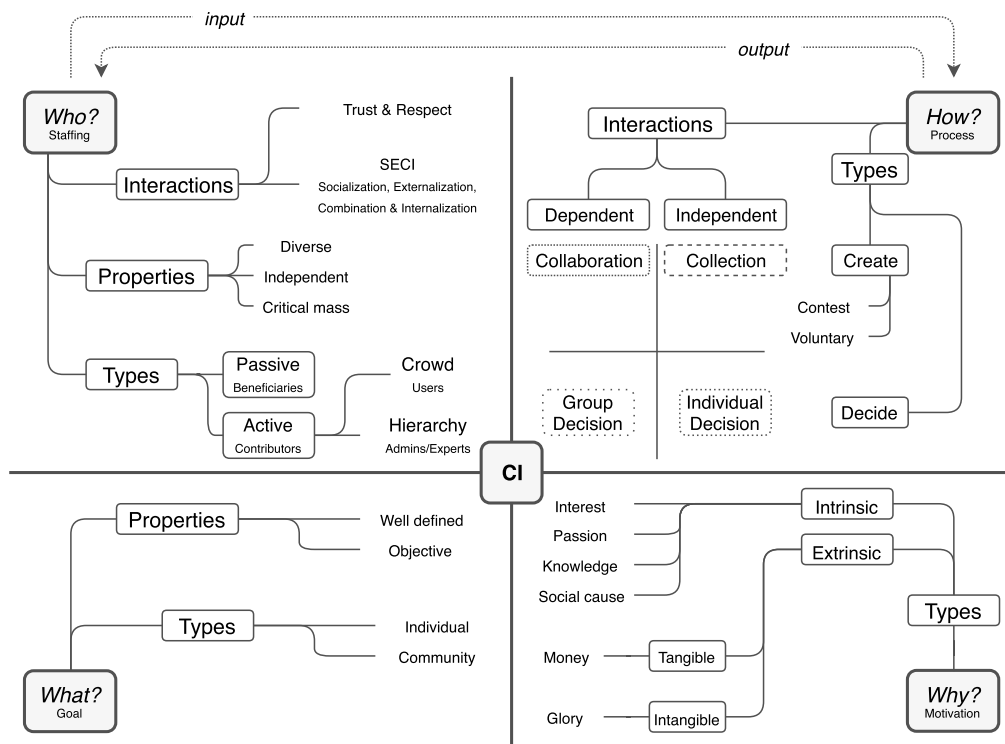 input
output
Who?
Staffing
Interactions
Trust & Respect
SECI
Socialization, Externalization,
Combination & Internalization
Properties
Diverse
Independent
Critical mass
Types
Passive
Beneficiaries
Active
Contributors
Crowd
Users
Hierarchy
Admins/Experts
How?
Process
Interactions
Types
Dependent
Independent
Collaboration
Collection
Create
Contest
Voluntary
Group
Decision
Individual
Decision
Decide
CI
Properties
Well defined
Objective
Types
Individual
Community
What?
Goal
Interest
Passion
Knowledge
Social cause
Intrinsic
Extrinsic
Types
Money
Tangible
Glory
Intangible
Why?
Motivation